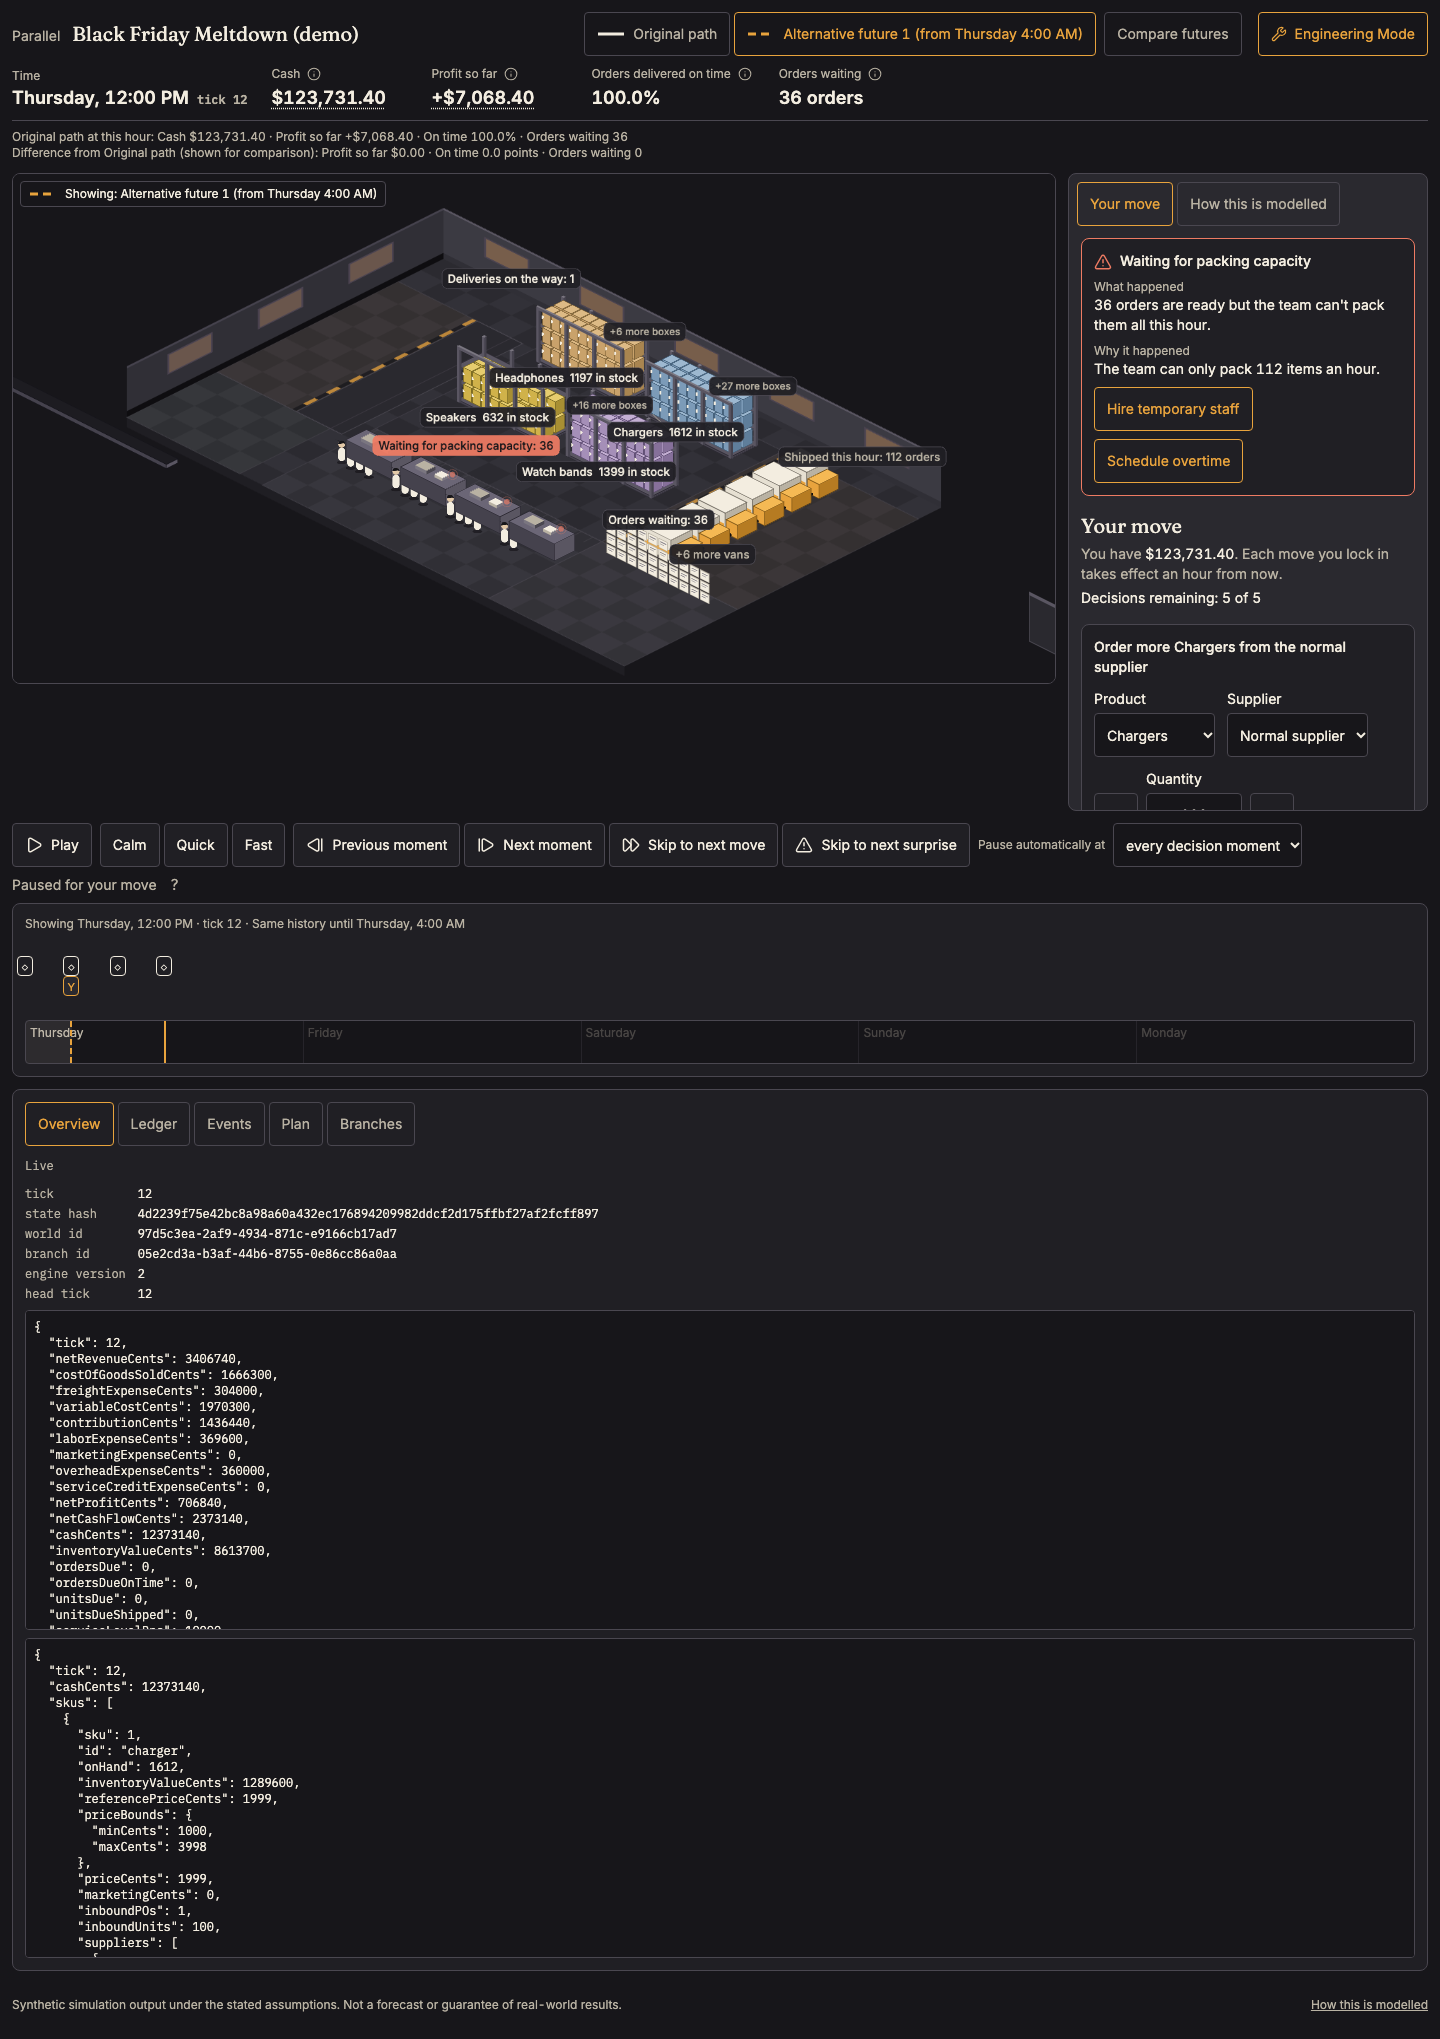 Parallel Black Friday Meltdown (demo)
Original path
Alternative future 1 (from Thursday 4:00 AM)
Compare futures
Engineering Mode
Time
Thursday, 12:00 PM tick 12
Cash
$123,731.40
Profit so far
+$7,068.40
Orders delivered on time
100.0%
Orders waiting
36 orders
Original path at this hour: Cash $123,731.40 · Profit so far +$7,068.40 · On time 100.0% · Orders waiting 36
Difference from Original path (shown for comparison): Profit so far $0.00 · On time 0.0 points · Orders waiting 0
Showing: Alternative future 1 (from Thursday 4:00 AM)
Deliveries on the way: 1
+6 more boxes
Headphones 1197 in stock
+27 more boxes
+16 more boxes
Speakers 632 in stock
Chargers 1612 in stock
Waiting for packing capacity: 36
Shipped this hour: 112 orders
Watch bands 1399 in stock
Orders waiting: 36
+6 more vans
Your move
How this is modelled
Waiting for packing capacity
What happened
36 orders are ready but the team can't pack
them all this hour.
Why it happened
The team can only pack 112 items an hour.
Hire temporary staff
Schedule overtime
Your move
You have $123,731.40. Each move you lock in
takes effect an hour from now.
Decisions remaining: 5 of 5
Order more Chargers from the normal
supplier
Product
Supplier
Chargers
Normal supplier
Quantity
Play
Calm
Quick
Fast
Previous moment
Next moment
Skip to next move
Skip to next surprise
Pause automatically at
every decision moment
Paused for your move ?
Showing Thursday, 12:00 PM · tick 12 · Same history until Thursday, 4:00 AM
Y
Thursday
Friday
Saturday
Sunday
Monday
Overview
Ledger
Events
Plan
Branches
Live
tick 12
state hash 4d2239f75e42bc8a98a60a432ec176894209982ddcf2d175ffbf27af2fcff897
world id 97d5c3ea-2af9-4934-871c-e9166cb17ad7
branch id 05e2cd3a-b3af-44b6-8755-0e86cc86a0aa
engine version 2
head tick 12
{
"tick": 12,
"netRevenueCents": 3406740,
"costOfGoodsSoldCents": 1666300,
"freightExpenseCents": 304000,
"variableCostCents": 1970300,
"contributionCents": 1436440,
"laborExpenseCents": 369600,
"marketingExpenseCents": 0,
"overheadExpenseCents": 360000,
"serviceCreditExpenseCents": 0,
"netProfitCents": 706840,
"netCashFlowCents": 2373140,
"cashCents": 12373140,
"inventoryValueCents": 8613700,
"ordersDue": 0,
"ordersDueOnTime": 0,
"unitsDue": 0,
"unitsDueShipped": 0,
{
"tick": 12,
"cashCents": 12373140,
"skus": [
{
"sku": 1,
"id": "charger",
"onHand": 1612,
"inventoryValueCents": 1289600,
"referencePriceCents": 1999,
"priceBounds": {
"minCents": 1000,
"maxCents": 3998
},
"priceCents": 1999,
"marketingCents": 0,
"inboundPOs": 1,
"inboundUnits": 100,
"suppliers": [
Synthetic simulation output under the stated assumptions. Not a forecast or guarantee of real-world results.
How this is modelled